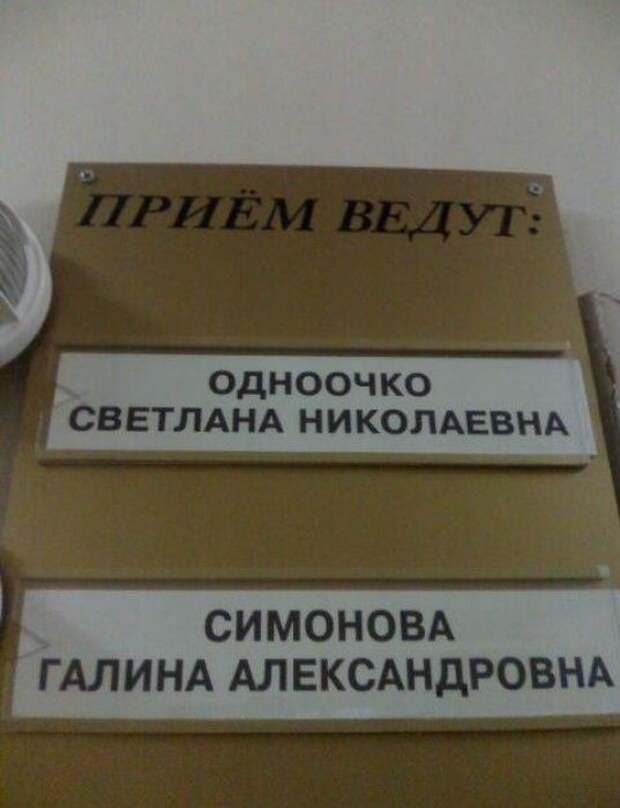 ПРИЁМ ВЕДУТ:
ОДНООЧКО
СВЕТЛАНА НИКОЛАЕВНА
СИМОНОВА
ГАЛИНА АЛЕКСАНДРОВНА